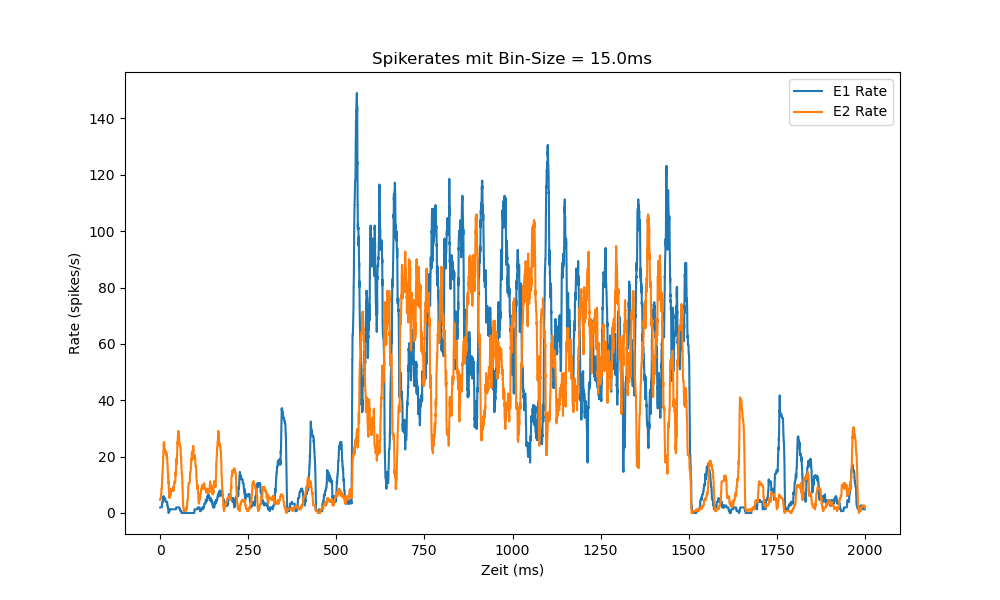 Spikerates mit Bin-Size = 15.0ms
E1 Rate
E2 Rate
140
120
100
80
60
40
20
0
Rate (spikes/s)
0 250 500 750 1000 1250 1500 1750 2000
Zeit (ms)